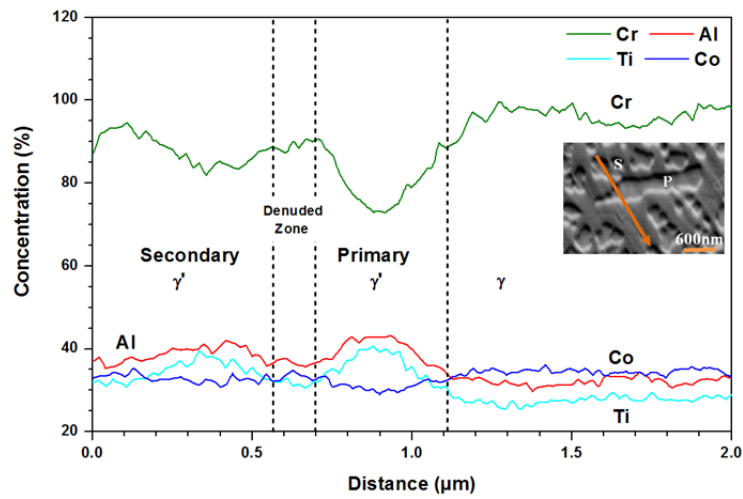 Cr Al
Ti Co
Cr
S
P
600nm
Denuded
Zone
Secondary
γ'
Primary
γ'
γ
Al
Co
Ti
120
100
80
60
40
20
0.0 0.5 1.0 1.5 2.0
Concentration (%)
Distance (µm)